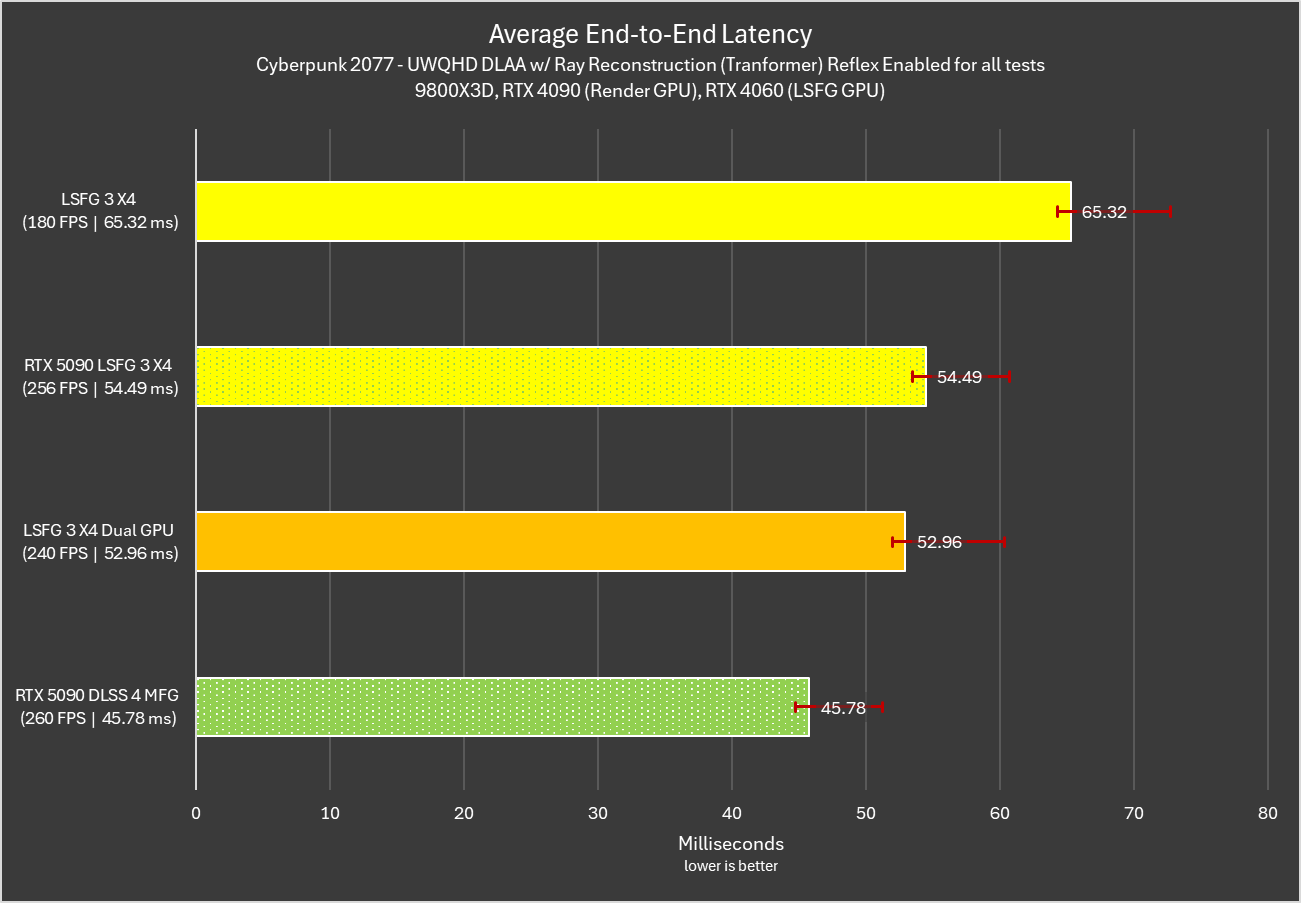 Average End-to-End Latency
Cyberpunk 2077 - UWQHD DLAA w/ Ray Reconstruction (Tranformer) Reflex Enabled for all tests
9800X3D, RTX 4090 (Render GPU), RTX 4060 (LSFG GPU)
LSFG 3 X4
(180 FPS | 65.32 ms)
65.32
RTX 5090 LSFG 3 X4
(256 FPS | 54.49 ms)
54.49
LSFG 3 X4 Dual GPU
(240 FPS | 52.96 ms)
52.96
RTX 5090 DLSS 4 MFG
(260 FPS | 45.78 ms)
45.78
0 10 20 30 40 50 60 70 80
Milliseconds
lower is better